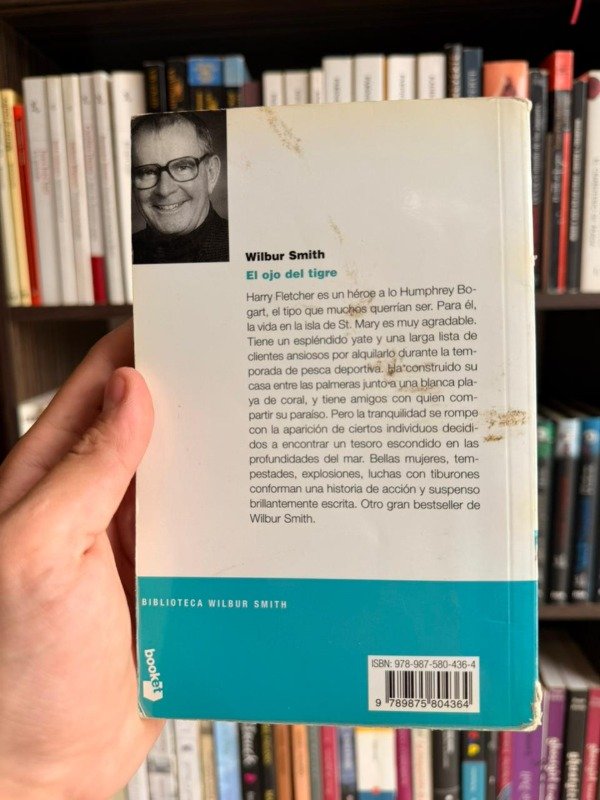 Wilbur Smith
El ojo del tigre
Harry Fletcher es un héroe a lo Humphrey Bo-
gart, el tipo que muchos querrían ser. Para él,
la vida en la isla de St. Mary es muy agradable.
Tiene un espléndido yate y una larga lista de
clientes ansiosos por alquilarlo durante la tem-
porada de pesca deportiva. Ha construido su
casa entre las palmeras junto a una blanca pla-
ya de coral, y tiene amigos con quien com-
partir su paraíso. Pero la tranquilidad se rompe
con la aparición de ciertos individuos decidi-
dos a encontrar un tesoro escondido en las
profundidades del mar. Bellas mujeres, tem-
pestades, explosiones, luchas con tiburones
conforman una historia de acción y suspenso
brillantemente escrita. Otro gran bestseller de
Wilbur Smith.
BIBLIOTECA WILBUR SMITH
booket
ISBN: 978-987-580-436-4
9 789875 804364